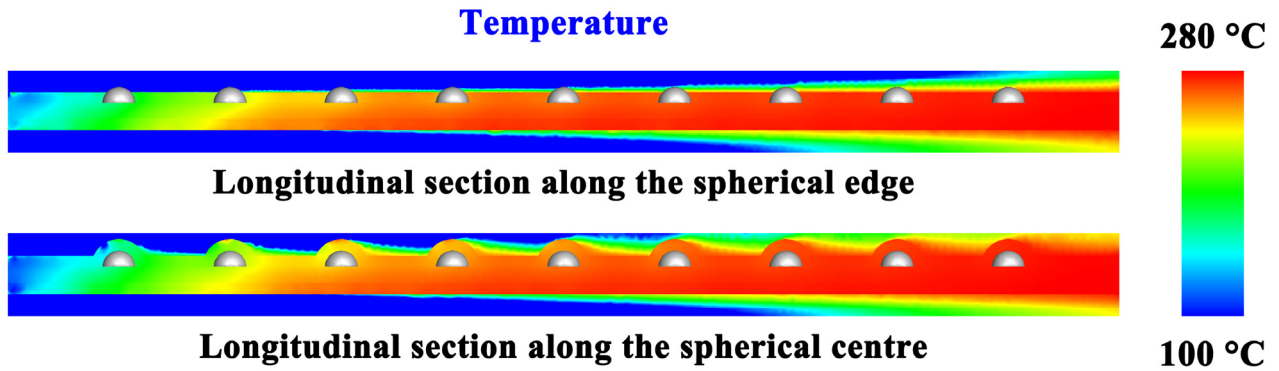 Temperature
280 °C
Longitudinal section along the spherical edge
Longitudinal section along the spherical centre
100 °C